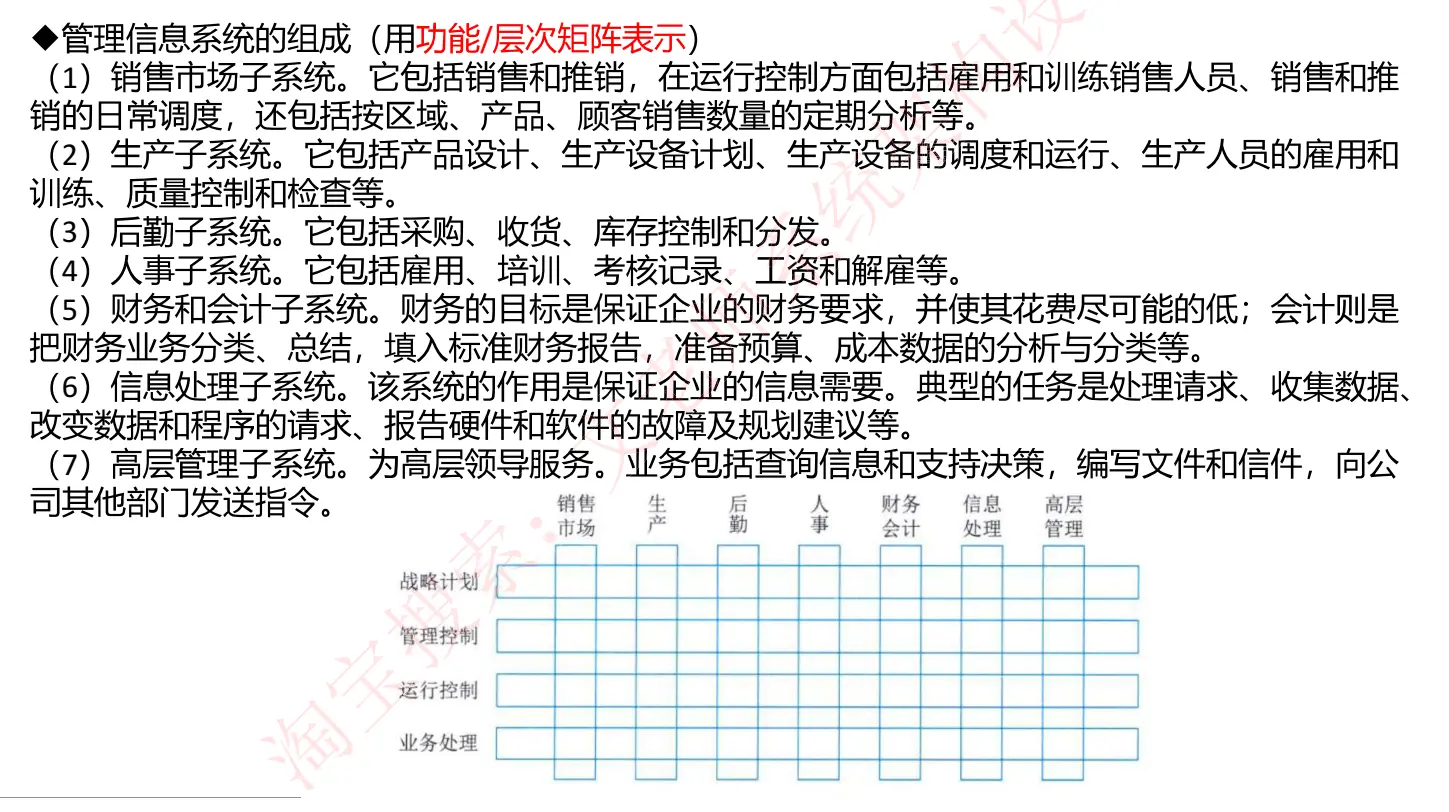 ◆管理信息系统的组成（用功能/层次矩阵表示）
（1）销售市场子系统。它包括销售和推销，在运行控制方面包括雇用和训练销售人员、销售和推
销的日常调度，还包括按区域、产品、顾客销售数量的定期分析等。
（2）生产子系统。它包括产品设计、生产设备计划、生产设备的调度和运行、生产人员的雇用和
训练、质量控制和检查等。
（3）后勤子系统。它包括采购、收货、库存控制和分发。
（4）人事子系统。它包括雇用、培训、考核记录、工资和解雇等。
（5）财务和会计子系统。财务的目标是保证企业的财务要求，并使其花费尽可能的低；会计则是
把财务业务分类、总结，填入标准财务报告，准备预算、成本数据的分析与分类等。
（6）信息处理子系统。该系统的作用是保证企业的信息需要。典型的任务是处理请求、收集数据、
改变数据和程序的请求、报告硬件和软件的故障及规划建议等。
（7）高层管理子系统。为高层领导服务。业务包括查询信息和支持决策，编写文件和信件，向公
司其他部门发送指令。
销售市场 生产 后勤 人事 财务会计 信息处理 高层管理
战略计划
管理控制
运行控制
业务处理
淘宝搜索：文老师系统架构设